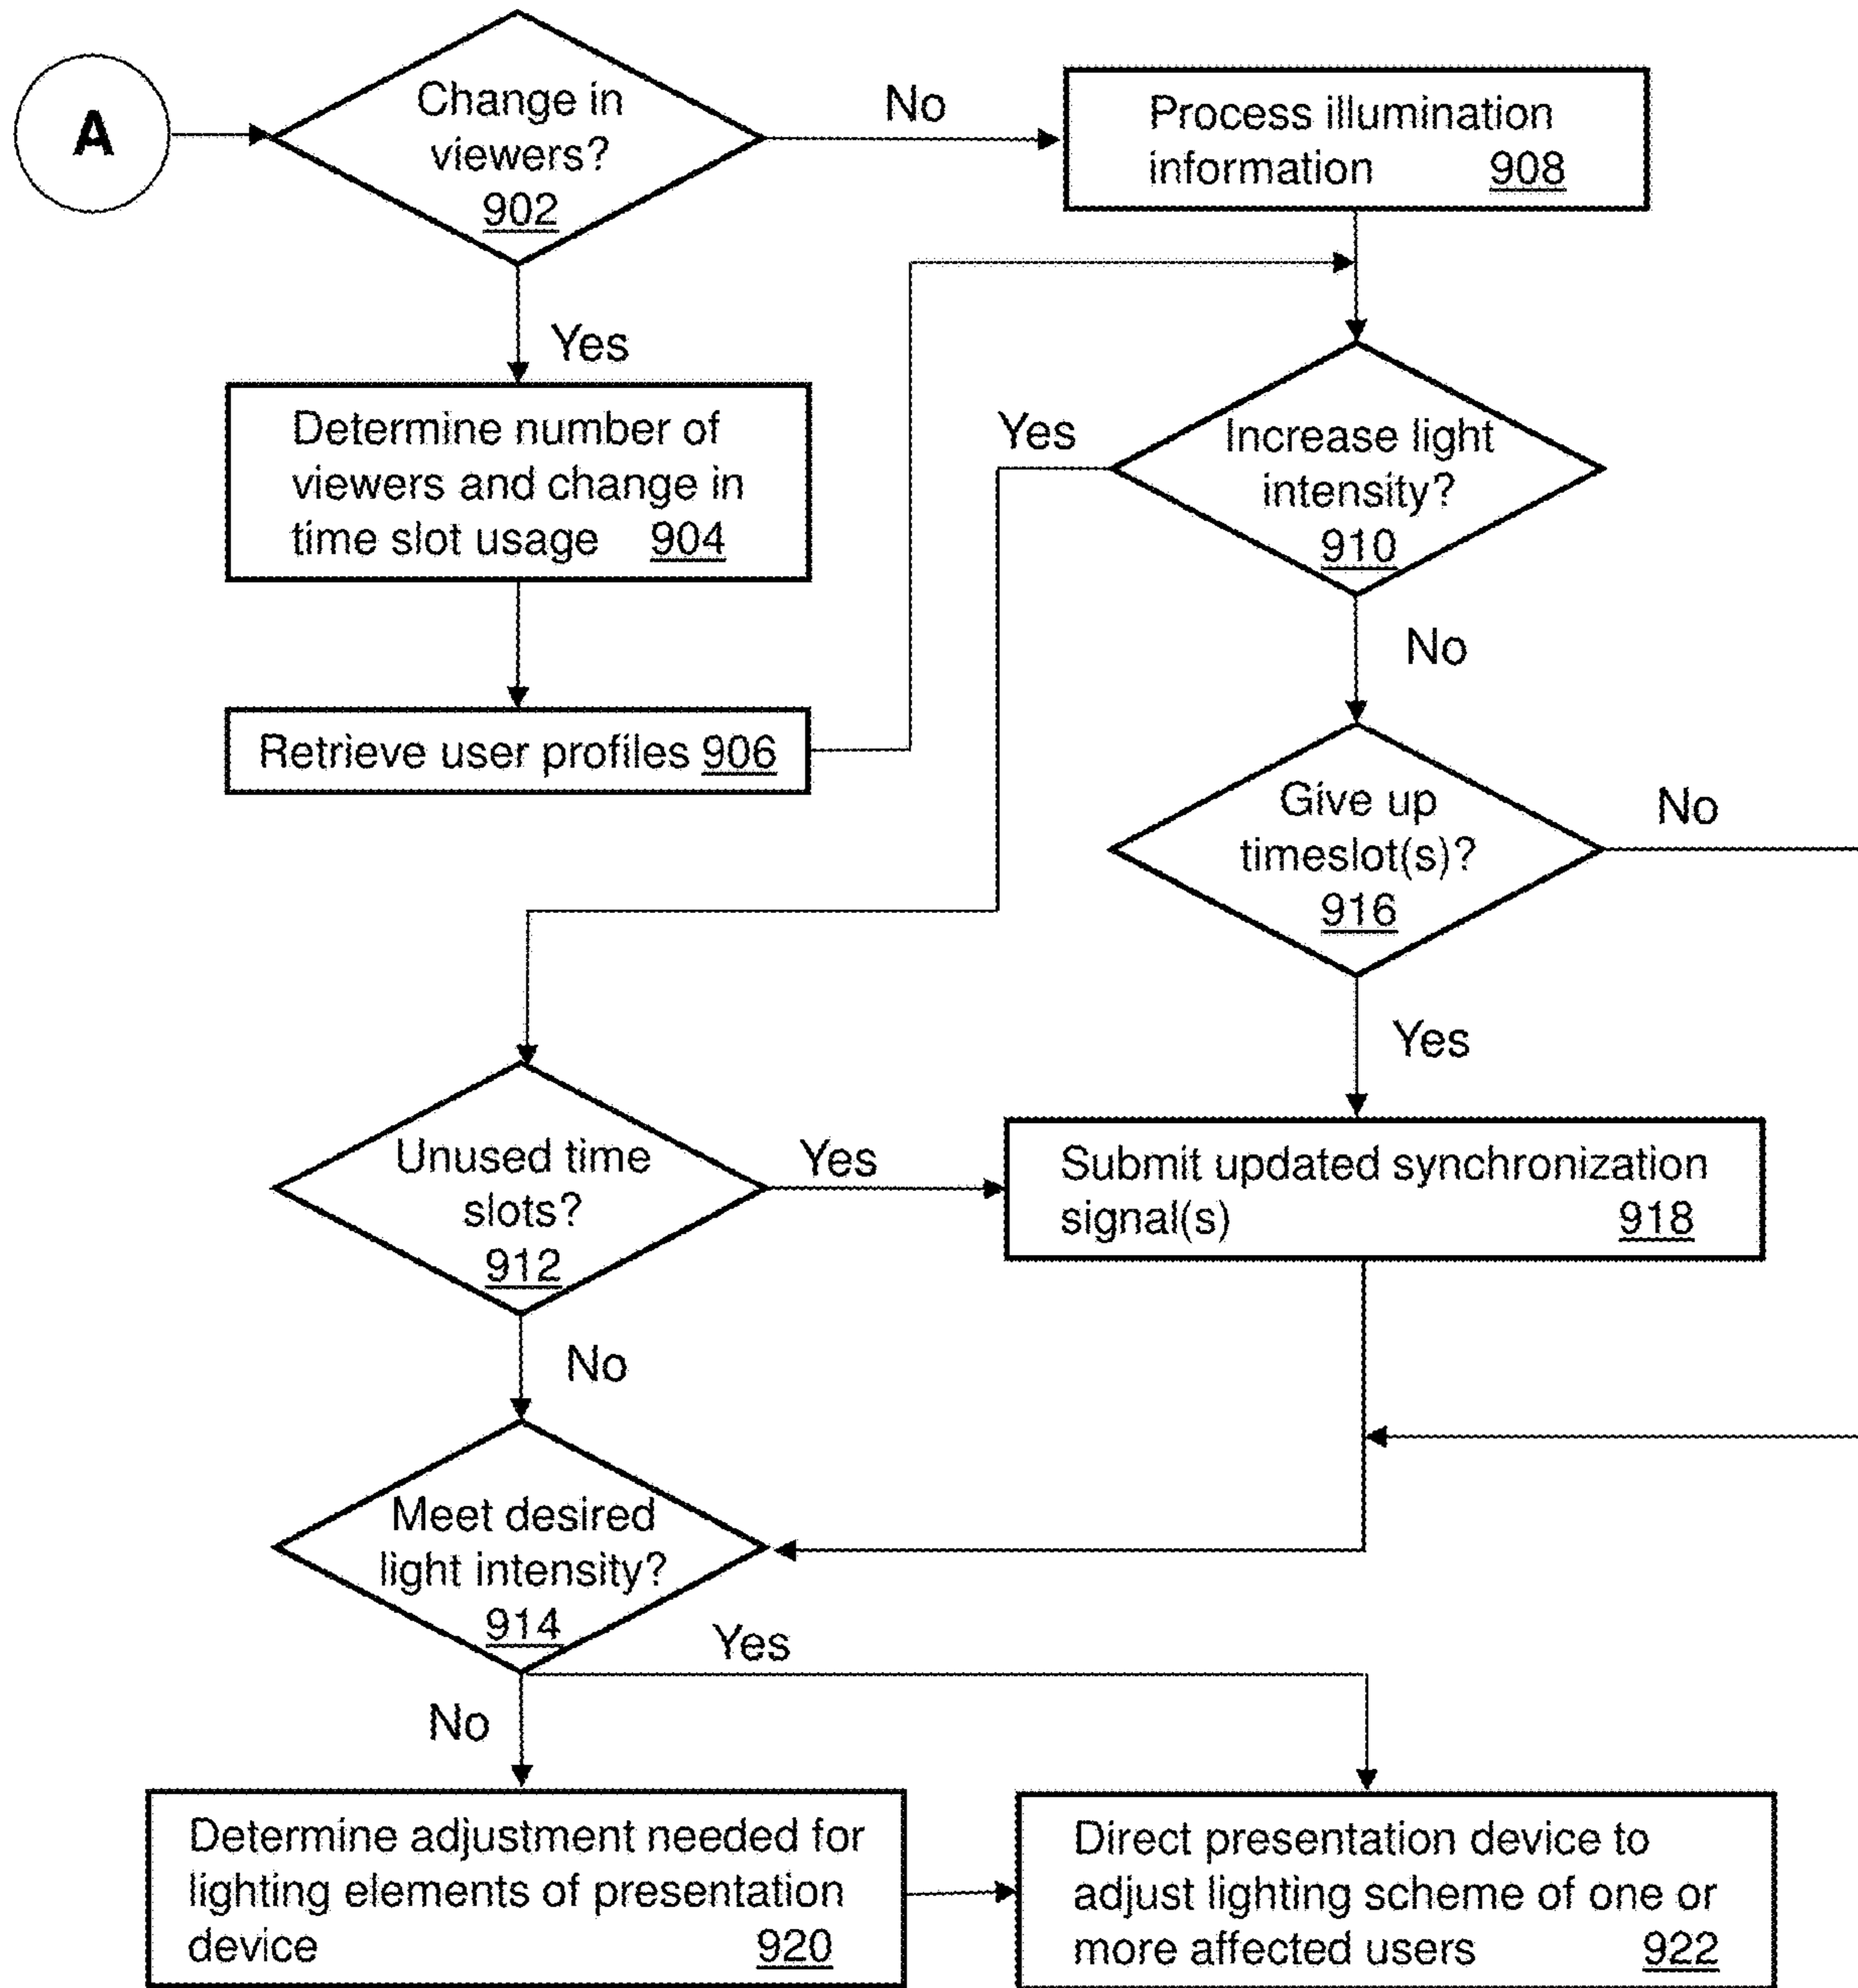 A
Change in
viewers?
902
No
Process illumination
information 908
Yes
Determine number of
viewers and change in
time slot usage 904
Retrieve user profiles 906
Yes
Increase light
intensity?
910
No
Give up
timeslot(s)?
916
No
Yes
Unused time
slots?
912
Yes
Submit updated synchronization
signal(s) 918
No
Meet desired
light intensity?
914
Yes
No
Determine adjustment needed for
lighting elements of presentation
device 920
Direct presentation device to
adjust lighting scheme of one or
more affected users 922